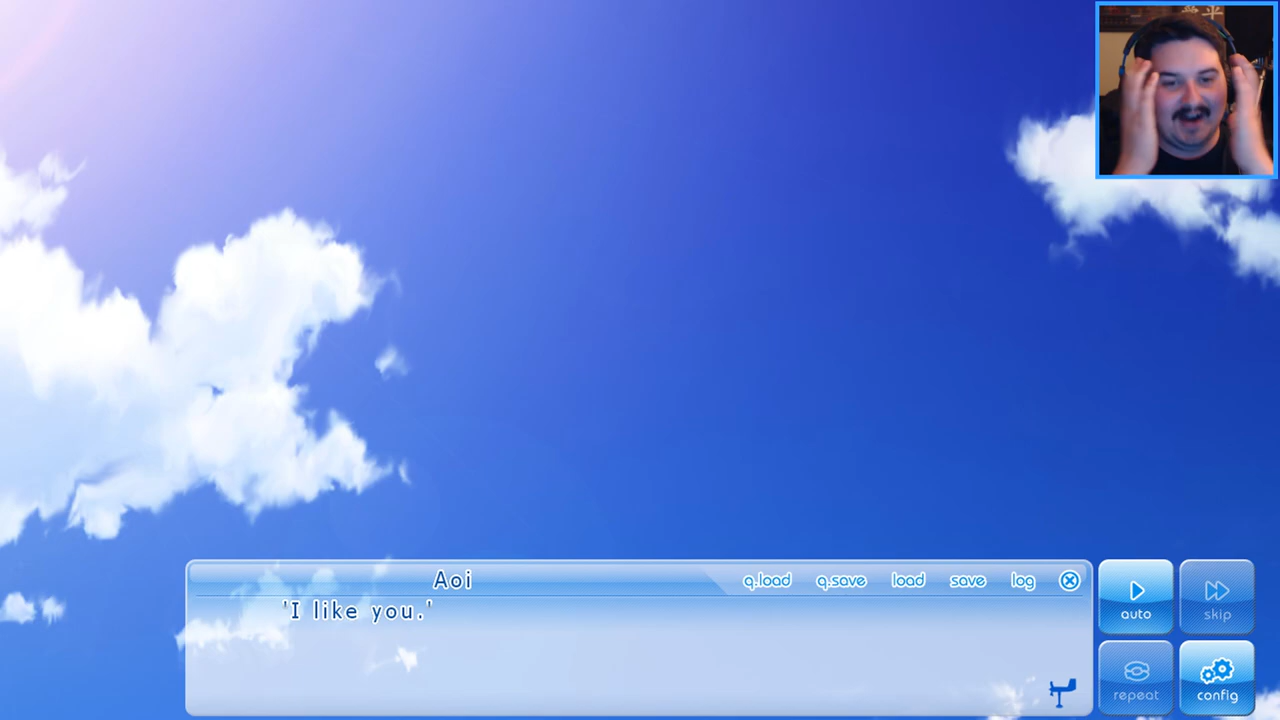 Aoi
q.load q.save load save log
'I like you.'
auto
skip
repeat
config